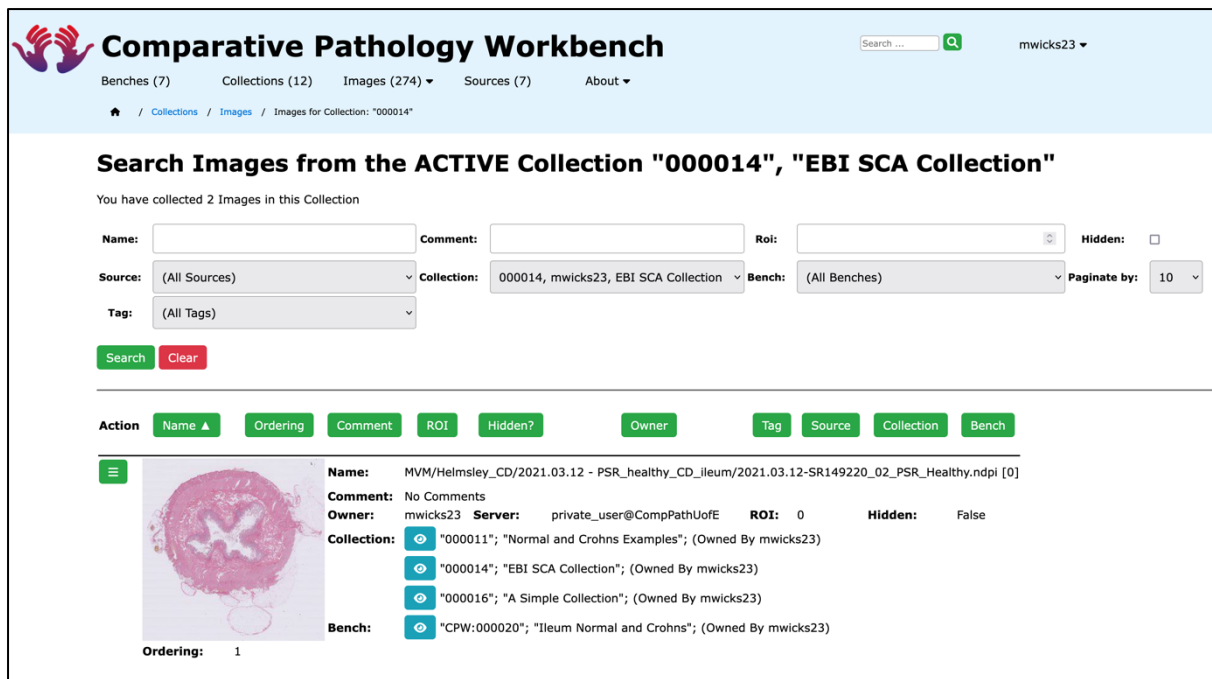 Comparative Pathology Workbench
Search ...
mwicks23
Benches (7) Collections (12) Images (274) Sources (7) About
/ Collections / Images / Images for Collection: "000014"
Search Images from the ACTIVE Collection "000014", "EBI SCA Collection"
You have collected 2 Images in this Collection
Name: Comment: Roi: Hidden:
Source: (All Sources) Collection: 000014, mwicks23, EBI SCA Collection Bench: (All Benches) Paginate by: 10
Tag: (All Tags)
Search Clear
Action Name ▲ Ordering Comment ROI Hidden? Owner Tag Source Collection Bench
Name: MVM/Helmsley_CD/2021.03.12 - PSR_healthy_CD_ileum/2021.03.12-SR149220_02_PSR_Healthy.ndpi [0]
Comment: No Comments
Owner: mwicks23 Server: private_user@CompPathUofE ROI: 0 Hidden: False
Collection: "000011"; "Normal and Crohns Examples"; (Owned By mwicks23)
"000014"; "EBI SCA Collection"; (Owned By mwicks23)
"000016"; "A Simple Collection"; (Owned By mwicks23)
Bench: "CPW:000020"; "Ileum Normal and Crohns"; (Owned By mwicks23)
Ordering: 1